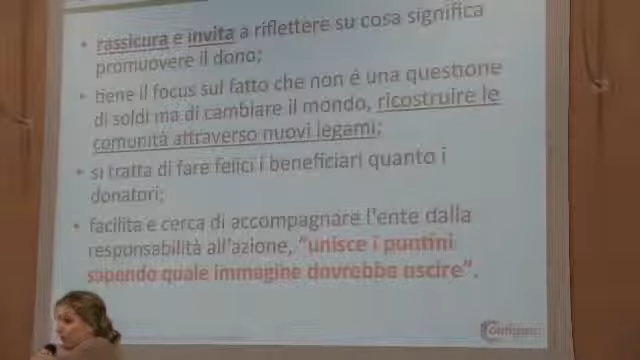 • rassicura e invita a riflettere su cosa significa
promuovere il dono;
• tiene il focus sul fatto che non è una questione
di soldi ma di cambiare il mondo, ricostruire le
comunità attraverso nuovi legami;
• si tratta di fare felici i beneficiari quanto i
donatori;
• facilita e cerca di accompagnare l'ente dalla
responsabilità all'azione, "unisce i puntini
sapendo quale immagine dovrebbe uscire".